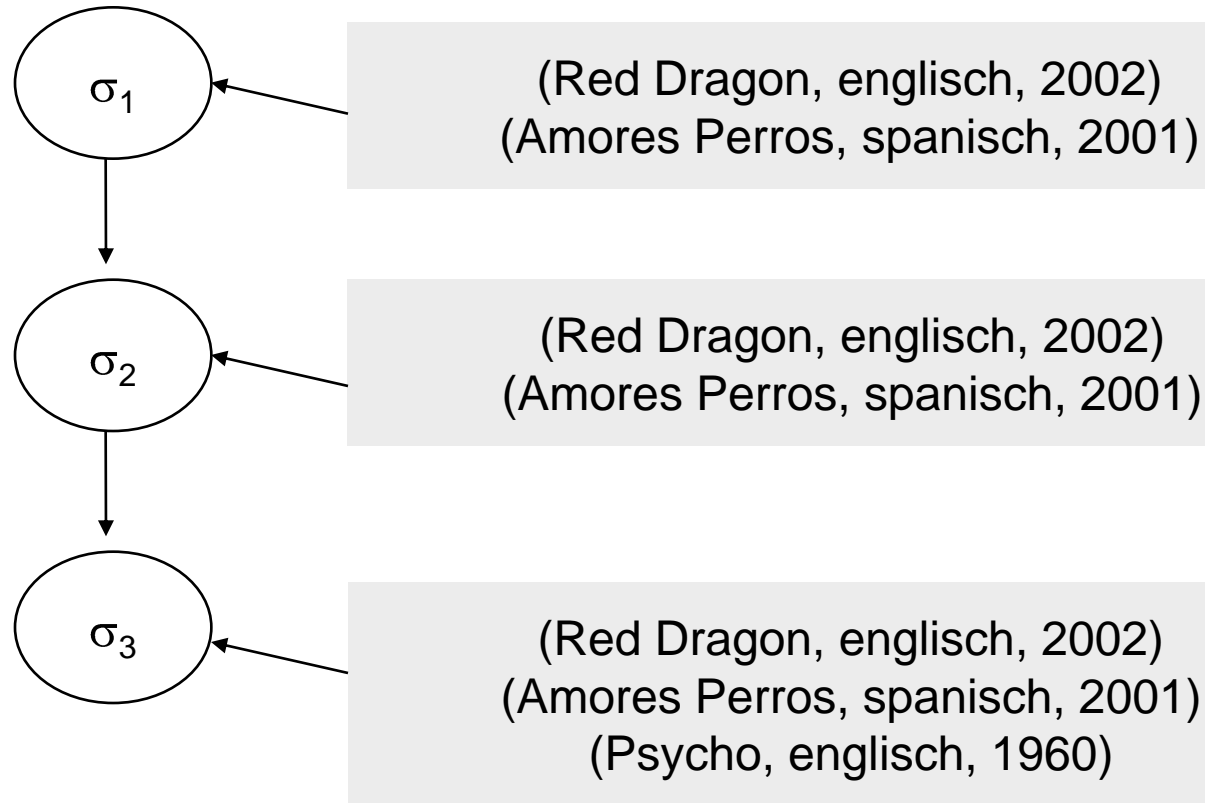 σ1
(Red Dragon, englisch, 2002)
(Amores Perros, spanisch, 2001)
σ2
(Red Dragon, englisch, 2002)
(Amores Perros, spanisch, 2001)
σ3
(Red Dragon, englisch, 2002)
(Amores Perros, spanisch, 2001)
(Psycho, englisch, 1960)